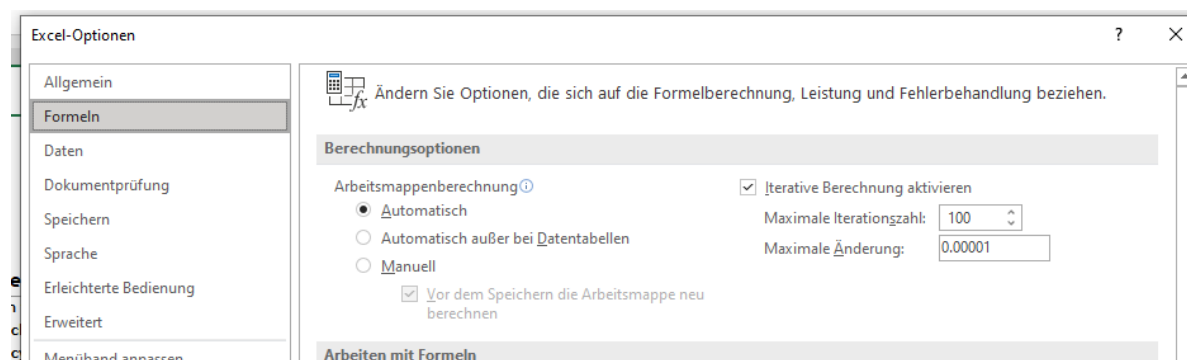 Excel-Optionen
?
Allgemein
Formeln
Daten
Dokumentprüfung
Speichern
Sprache
Erleichterte Bedienung
Erweitert
Menüband anpassen
Ändern Sie Optionen, die sich auf die Formelberechnung, Leistung und Fehlerbehandlung beziehen.
Berechnungsoptionen
Arbeitsmappenberechnung
Automatisch
Automatisch außer bei Datentabellen
Manuell
Vor dem Speichern die Arbeitsmappe neu
berechnen
Iterative Berechnung aktivieren
Maximale Iterationszahl: 100
Maximale Änderung: 0.00001
Arbeiten mit Formeln